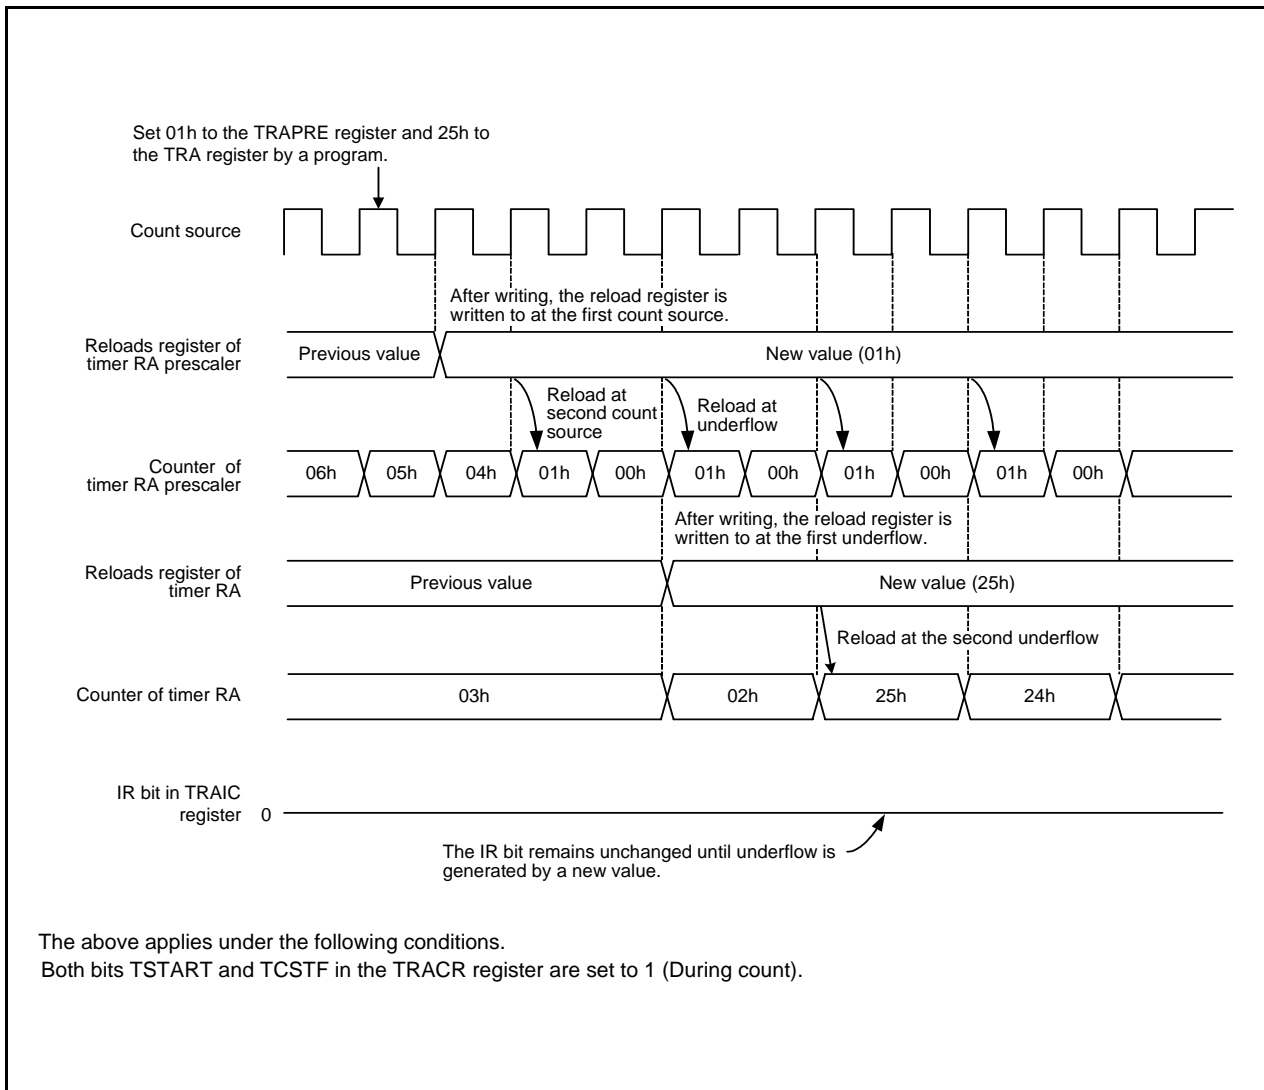 Set 01h to the TRAPRE register and 25h to
the TRA register by a program.
Count source
After writing, the reload register is
written to at the first count source.
Reloads register of
timer RA prescaler
Previous value
New value (01h)
Reload at
second count
source
Reload at
underflow
Counter of
timer RA prescaler
06h 05h 04h 01h 00h 01h 00h 01h 00h 01h 00h
After writing, the reload register is
written to at the first underflow.
Reloads register of
timer RA
Previous value
New value (25h)
Reload at the second underflow
Counter of timer RA
03h 02h 25h 24h
IR bit in TRAIC
register 0
The IR bit remains unchanged until underflow is
generated by a new value.
The above applies under the following conditions.
Both bits TSTART and TCSTF in the TRACR register are set to 1 (During count).